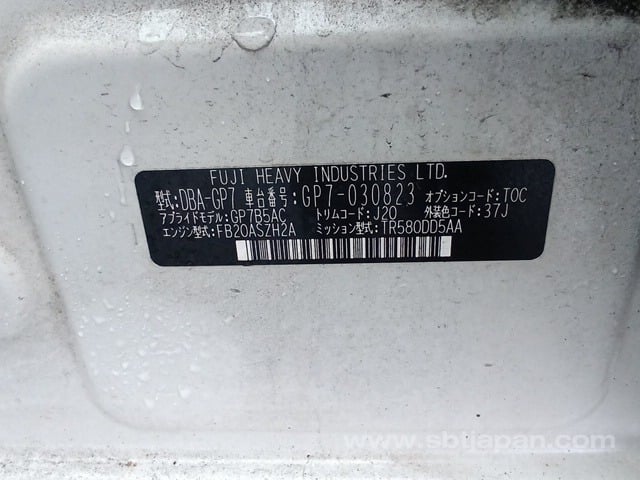 FUJI HEAVY INDUSTRIES LTD.
型式:DBA-GP7 車台番号:GP7-030823 オプションコード:TOC
アプライドモデル:GP7B5AC トリムコード:J20 外装色コード:37J
エンジン型式:FB20ASZH2A ミッション型式:TR580DD5AA
www.sbtjapan.com